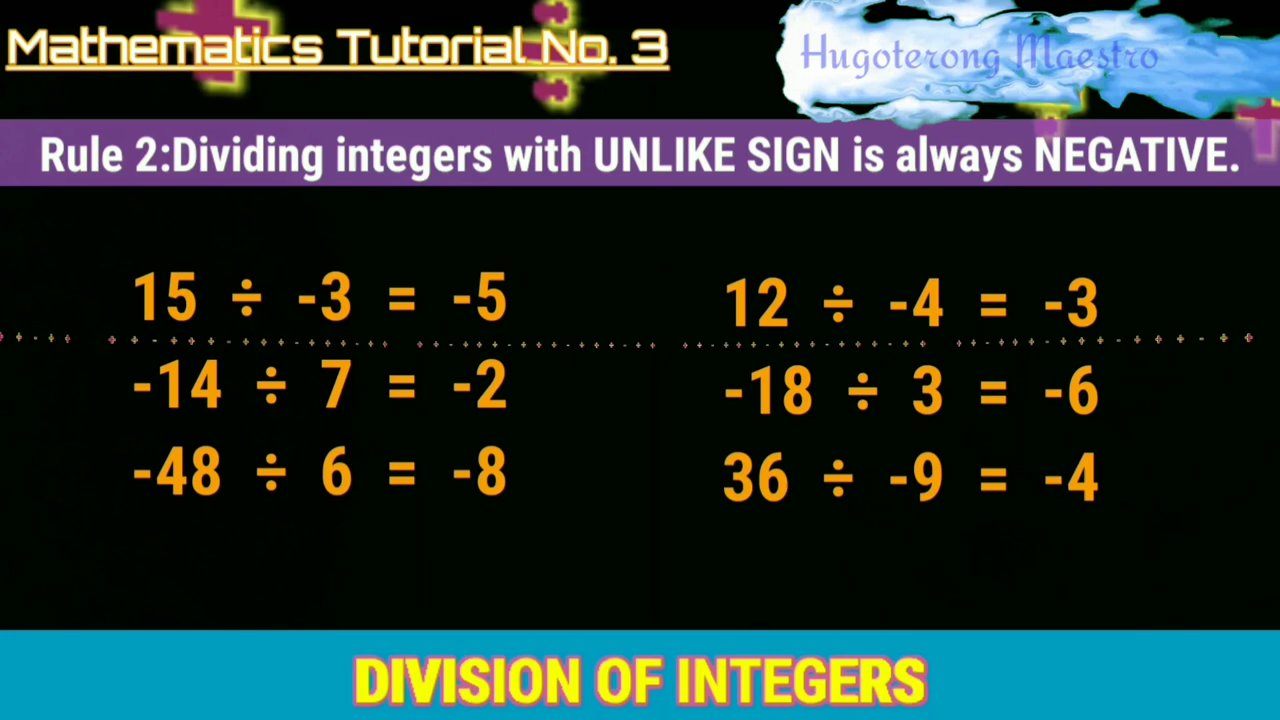 Mathematics Tutorial No. 3
Hugoterong Maestro
Rule 2:Dividing integers with UNLIKE SIGN is always NEGATIVE.
15 ÷ -3 = -5
-14 ÷ 7 = -2
-48 ÷ 6 = -8
12 ÷ -4 = -3
-18 ÷ 3 = -6
36 ÷ -9 = -4
DIVISION OF INTEGERS